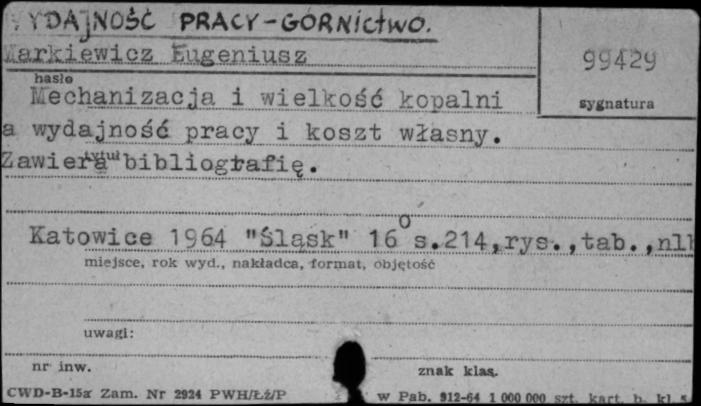 WYDAJNOŚĆ PRACY-GÓRNICTWO.
Markiewicz Eugeniusz
99429
hasło
sygnatura
Mechanizacja i wielkość kopalni
a wydajność pracy i koszt własny.
Zawiera bibliografię.
tytuł
Katowice 1964 "Śląsk" 16° s.214,rys.,tab.,nlb
miejsce, rok wyd., nakładca, format, objętość
uwagi:
nr inw.
znak klas.
CWD-B-15a Zam. Nr 2924 PWH/Łż/P
w Pab. 912-64 1 000 000 szt. kart. b. kl. 5